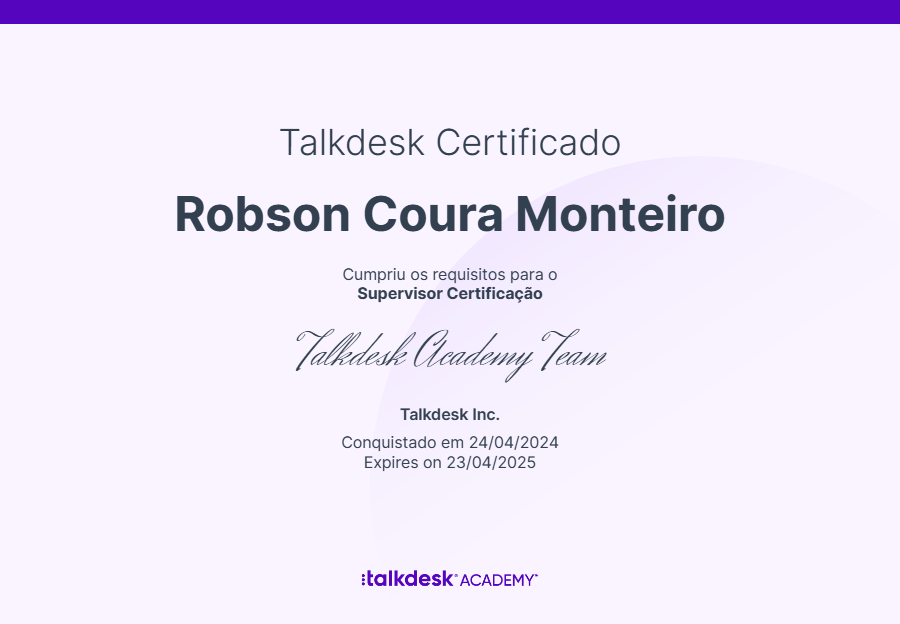 Talkdesk Certificado
Robson Coura Monteiro
Cumpriu os requisitos para o
Supervisor Certificação
Talkdesk Academy Team
Talkdesk Inc.
Conquistado em 24/04/2024
Expires on 23/04/2025
:talkdesk® ACADEMY™